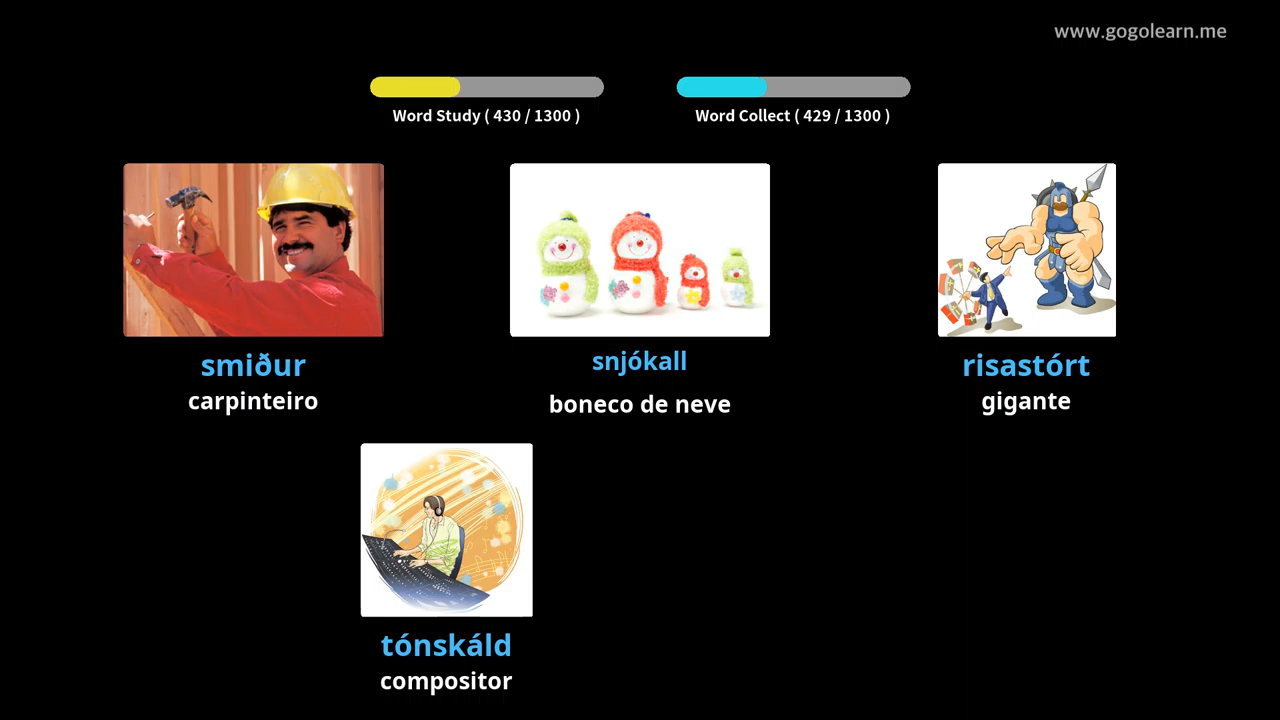 www.gogolearn.me
Word Study ( 430 / 1300 )
Word Collect ( 429 / 1300 )
smiður
carpinteiro
snjókall
boneco de neve
risastórt
gigante
tónskáld
compositor